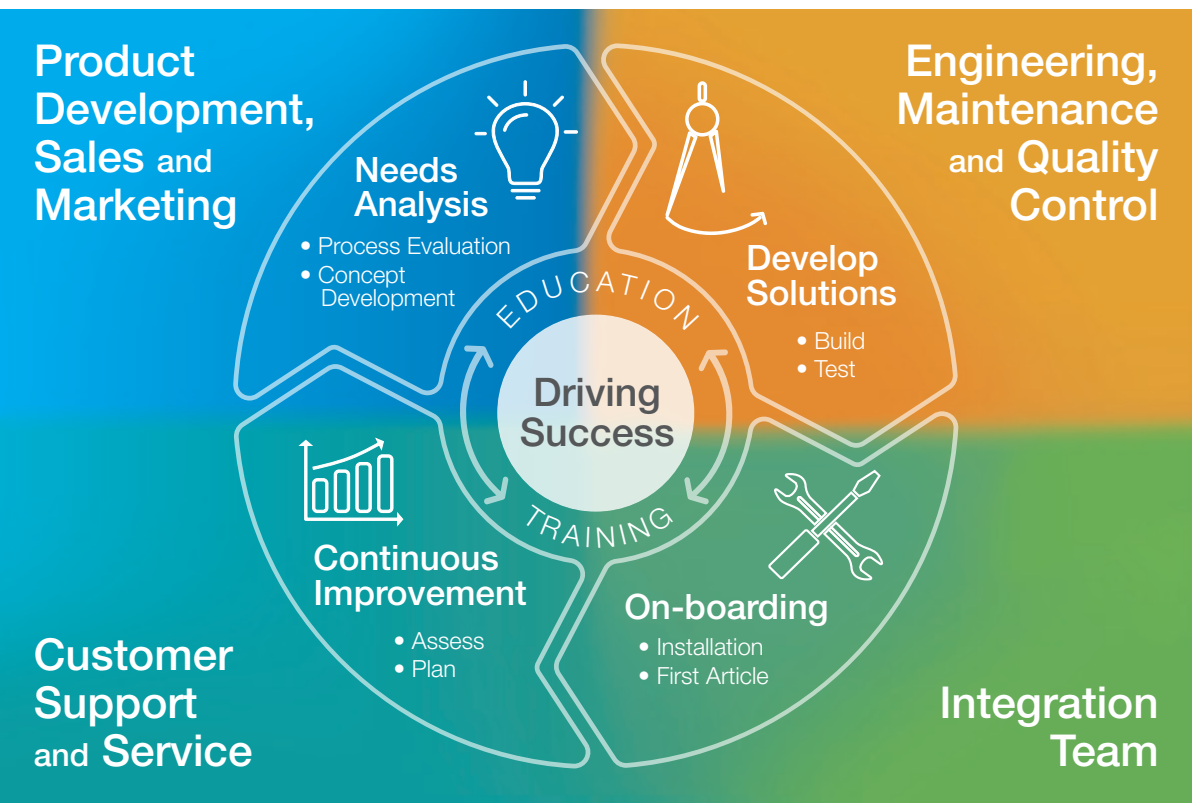 Product
Development,
Sales and
Marketing
Needs
Analysis
• Process Evaluation
• Concept
Development
Engineering,
Maintenance
and Quality
Control
Develop
Solutions
• Build
• Test
EDUCATION
Driving
Success
TRAINING
Continuous
Improvement
• Assess
• Plan
On-boarding
• Installation
• First Article
Customer
Support
and Service
Integration
Team